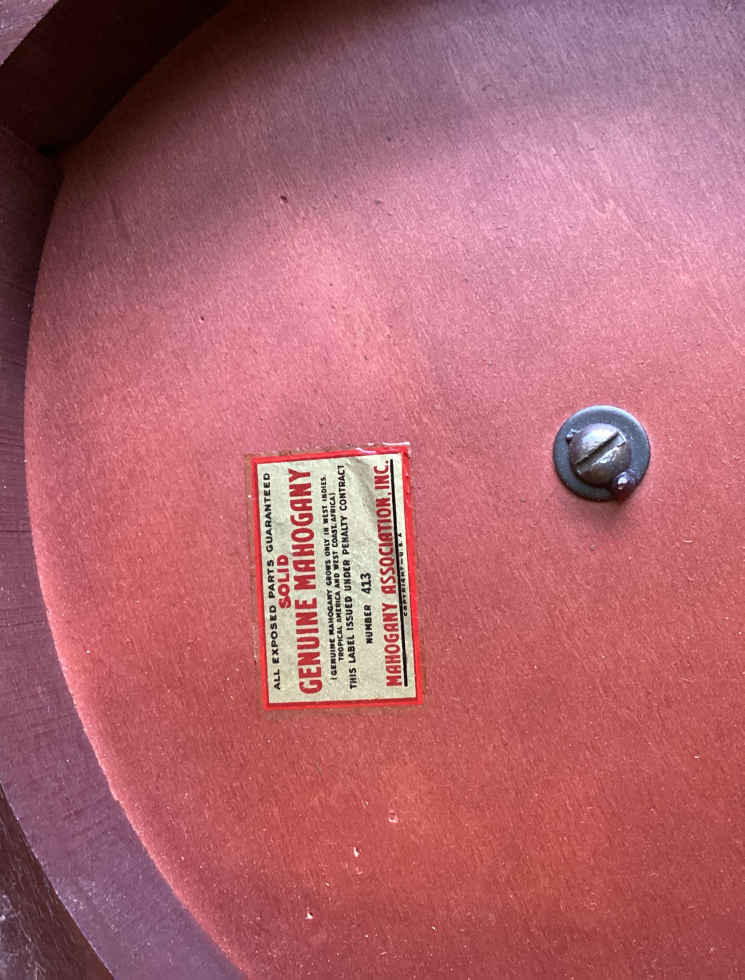 ALL EXPOSED PARTS GUARANTEED
SOLID
GENUINE MAHOGANY
(GENUINE MAHOGANY GROWS ONLY IN WEST INDIES,
TROPICAL AMERICA AND WEST COAST, AFRICA)
THIS LABEL ISSUED UNDER PENALTY CONTRACT
NUMBER 413
MAHOGANY ASSOCIATION, INC.
COPYRIGHT-U.S.A.